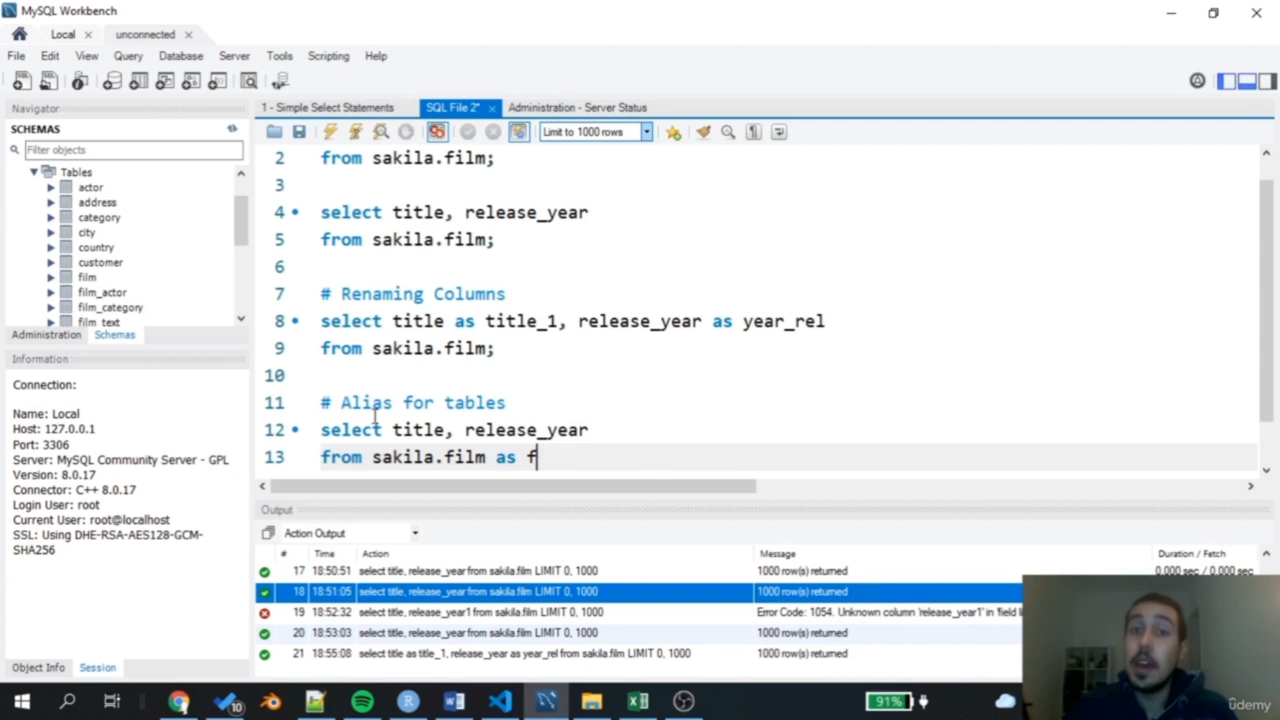 MySQL Workbench
Local
unconnected
File Edit View Query Database Server Tools Scripting Help
Navigator
1 - Simple Select Statements
SQL File 2*
Administration - Server Status
SCHEMAS
Limit to 1000 rows
Filter objects
Tables
actor
address
category
city
country
customer
film
film_actor
film_category
film_text
Administration Schemas
Information
Connection:
Name: Local
Host: 127.0.0.1
Port: 3306
Server: MySQL Community Server - GPL
Version: 8.0.17
Connector: C++ 8.0.17
Login User: root
Current User: root@localhost
SSL: Using DHE-RSA-AES128-GCM-
SHA256
Object Info Session
2 from sakila.film;
3
4 select title, release_year
5 from sakila.film;
6
7 # Renaming Columns
8 select title as title_1, release_year as year_rel
9 from sakila.film;
10
11 # Alias for tables
12 select title, release_year
13 from sakila.film as f
Output
Action Output
# Time Action Message Duration / Fetch
17 18:50:51 select title, release_year from sakila.film LIMIT 0, 1000 1000 row(s) returned 0.000 sec / 0.000 sec
18 18:51:05 select title, release_year from sakila.film LIMIT 0, 1000 1000 row(s) returned
19 18:52:32 select title, release_year1 from sakila.film LIMIT 0, 1000 Error Code: 1054. Unknown column 'release_year1' in 'field li
20 18:53:03 select title, release_year from sakila.film LIMIT 0, 1000 1000 row(s) returned
21 18:55:08 select title as title_1, release_year as year_rel from sakila.film LIMIT 0, 1000 1000 row(s) returned
10
R
91%
ûdemy